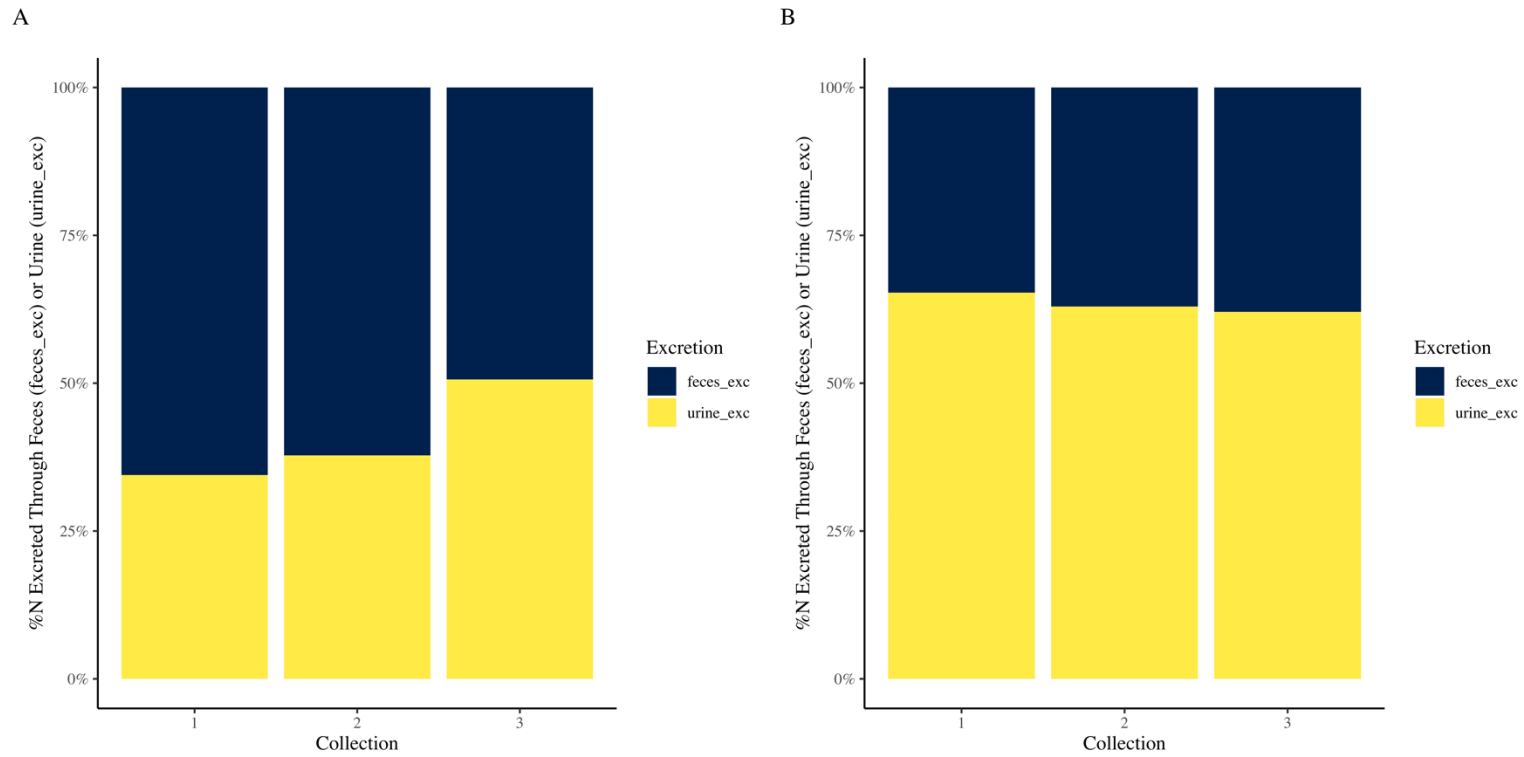 A
%N Excreted Through Feces (feces_exc) or Urine (urine_exc)
100%
75%
50%
25%
0%
1
2
3
Collection
Excretion
feces_exc
urine_exc
B
%N Excreted Through Feces (feces_exc) or Urine (urine_exc)
100%
75%
50%
25%
0%
1
2
3
Collection
Excretion
feces_exc
urine_exc